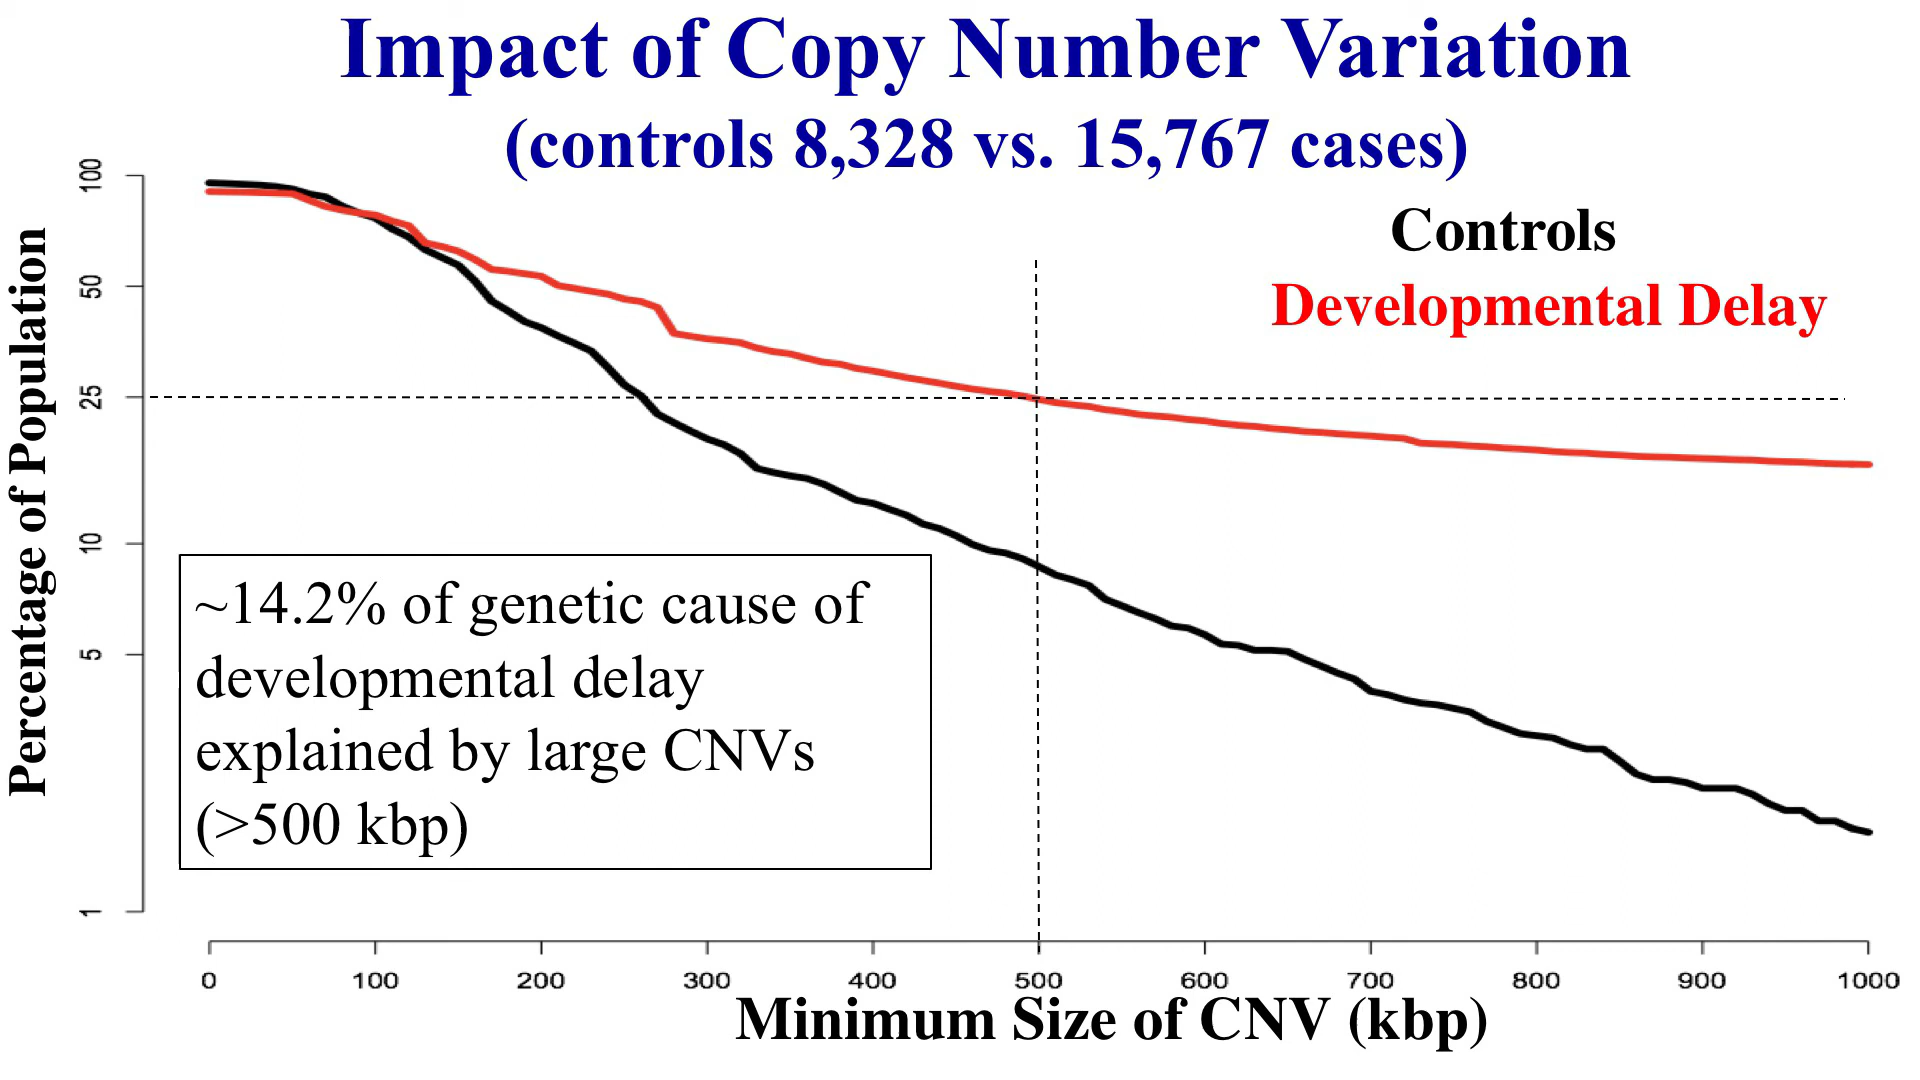 Impact of Copy Number Variation
(controls 8,328 vs. 15,767 cases)
Controls
Developmental Delay
Percentage of Population
100
50
25
10
5
1
~14.2% of genetic cause of
developmental delay
explained by large CNVs
(>500 kbp)
0 100 200 300 400 500 600 700 800 900 1000
Minimum Size of CNV (kbp)